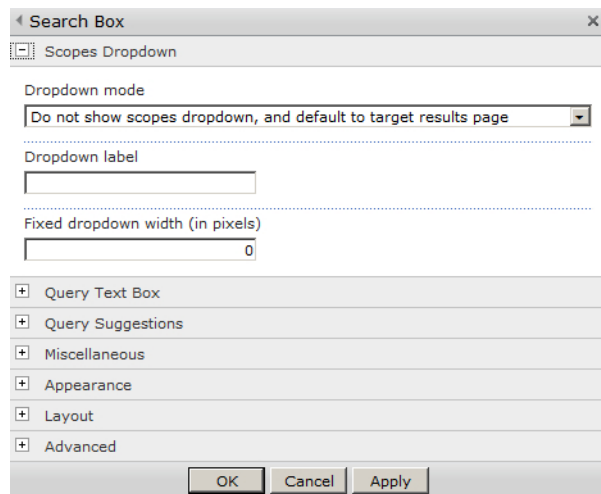 Search Box
Scopes Dropdown
Dropdown mode
Do not show scopes dropdown, and default to target results page
Dropdown label
Fixed dropdown width (in pixels)
0
Query Text Box
Query Suggestions
Miscellaneous
Appearance
Layout
Advanced
OK Cancel Apply